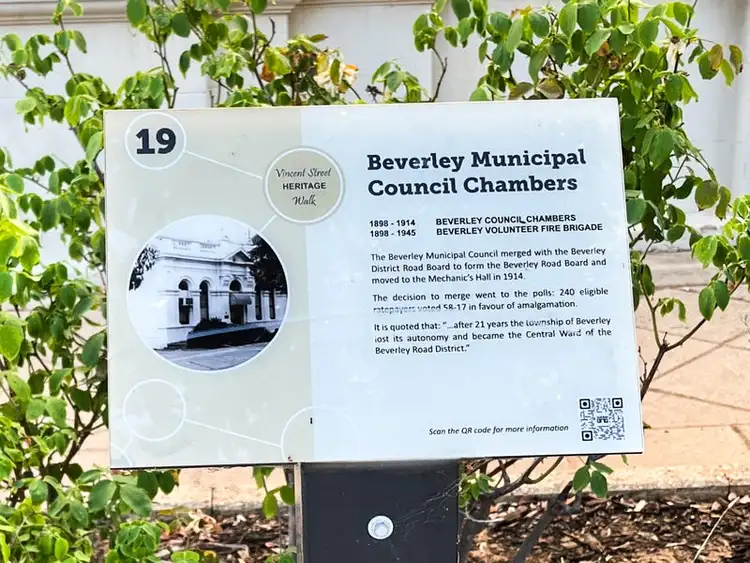 19
Vincent Street
HERITAGE
Walk
Beverley Municipal
Council Chambers
1898 - 1914 BEVERLEY COUNCIL CHAMBERS
1898 - 1945 BEVERLEY VOLUNTEER FIRE BRIGADE
The Beverley Municipal Council merged with the Beverley
District Road Board to form the Beverley Road Board and
moved to the Mechanic's Hall in 1914.
The decision to merge went to the polls: 240 eligible
ratepayers voted 58-17 in favour of amalgamation.
It is quoted that: "...after 21 years the township of Beverley
lost its autonomy and became the Central Ward of the
Beverley Road District."
Scan the QR code for more information